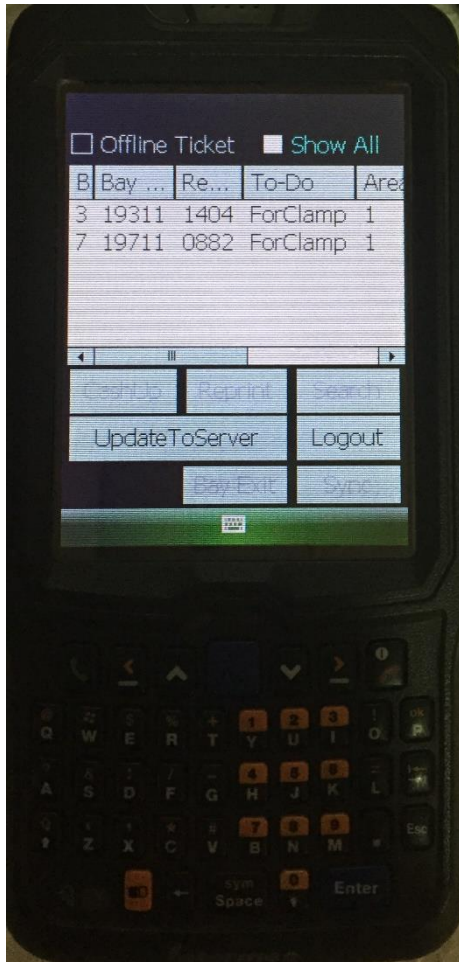 Offline Ticket Show All
B Bay ... Re... To-Do Area
3 19311 1404 ForClamp 1
7 19711 0882 ForClamp 1
CashUp Reprint Search
UpdateToServer Logout
Bay Exit Sync
1 2 3 ok
Q W E R T Y U I O P
4 5 6
A S D F G H J K L
7 8 9 Esc
Z X C V B N M
sym 0
Space Enter